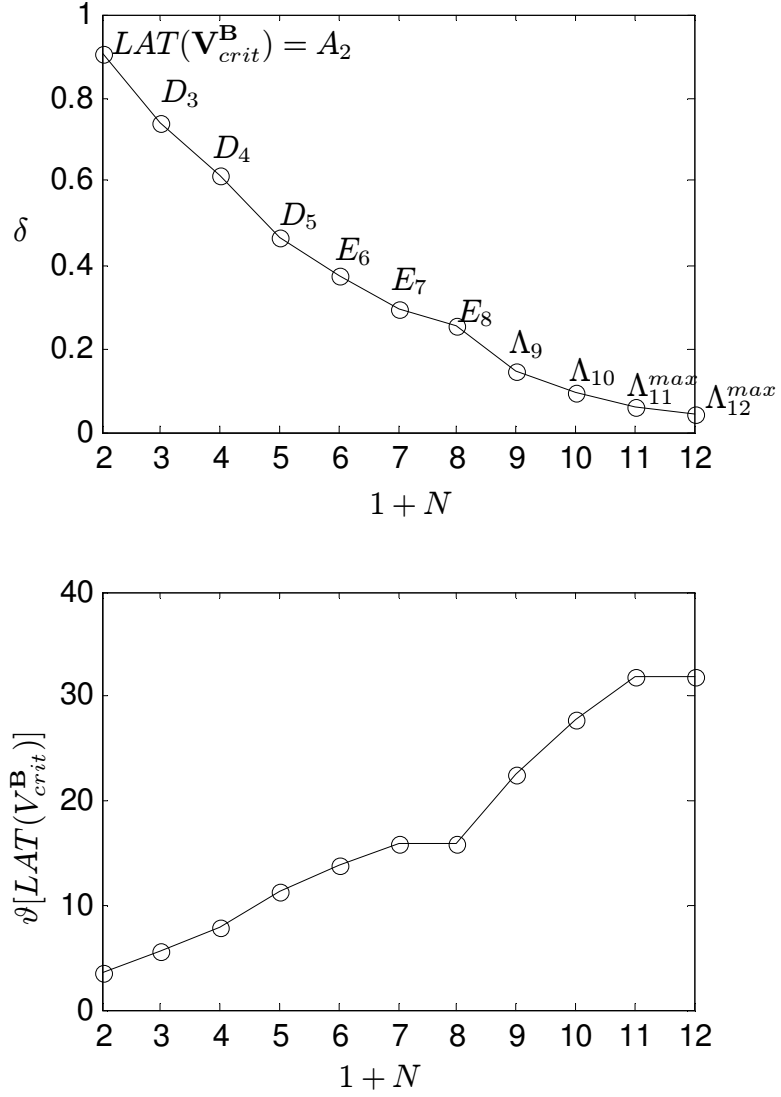 1
LAT(V^B_crit) = A_2
0.8
D_3
D_4
0.6
δ
D_5
0.4
E_6
E_7
E_8
0.2
Λ_9
Λ_10
Λ^max_11
Λ^max_12
0
2 3 4 5 6 7 8 9 10 11 12
1 + N
40
30
20
10
0
ϑ[LAT(V^B_crit)]
2 3 4 5 6 7 8 9 10 11 12
1 + N